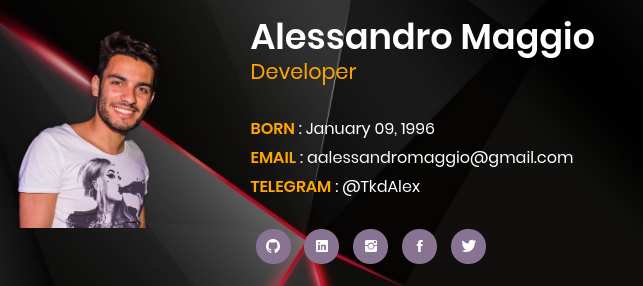 Alessandro Maggio
Developer
BORN : January 09, 1996
EMAIL : aalessandromaggio@gmail.com
TELEGRAM : @TkdAlex